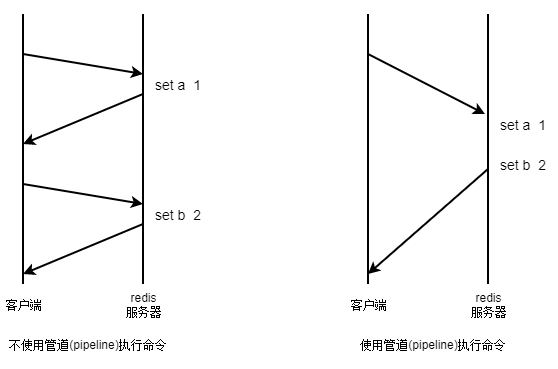 set a 1
set b 2
客户端
redis
服务器
不使用管道(pipeline)执行命令
set a 1
set b 2
客户端
redis
服务器
使用管道(pipeline)执行命令